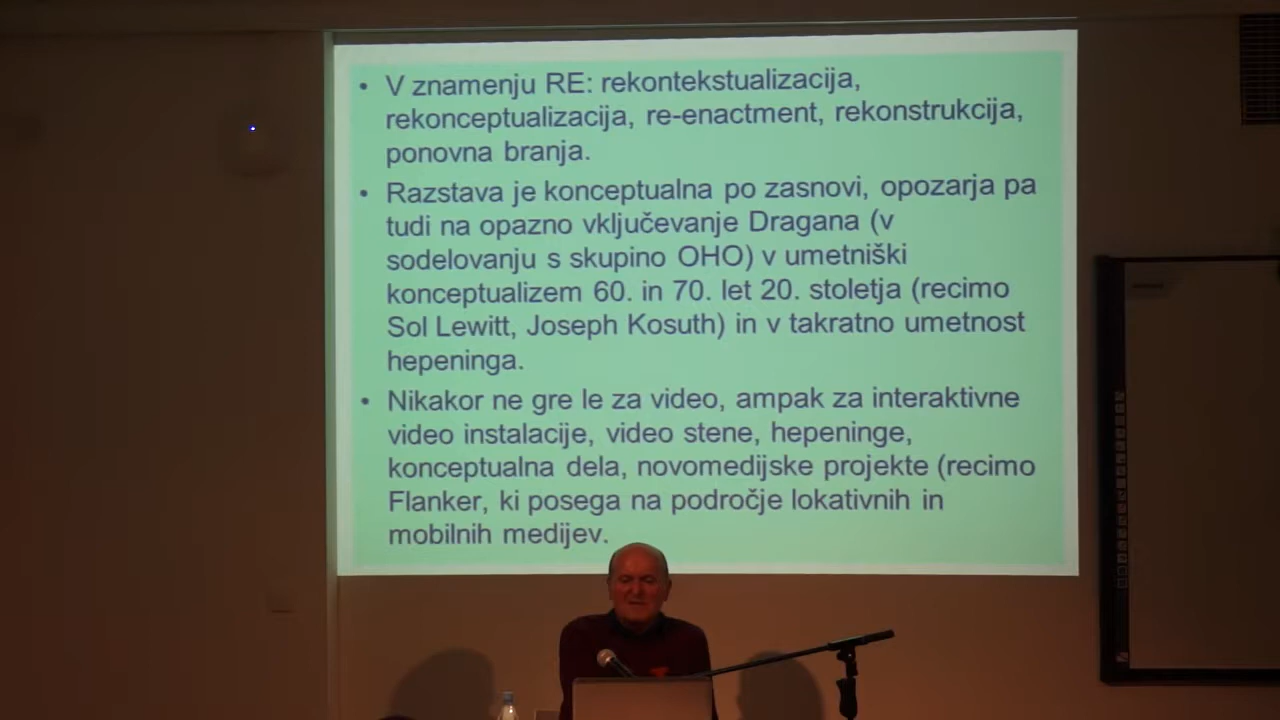 • V znamenju RE: rekontekstualizacija,
rekonceptualizacija, re-enactment, rekonstrukcija,
ponovna branja.
• Razstava je konceptualna po zasnovi, opozarja pa
tudi na opazno vključevanje Dragana (v
sodelovanju s skupino OHO) v umetniški
konceptualizem 60. in 70. let 20. stoletja (recimo
Sol Lewitt, Joseph Kosuth) in v takratno umetnost
hepeninga.
• Nikakor ne gre le za video, ampak za interaktivne
video instalacije, video stene, hepeninge,
konceptualna dela, novomedijske projekte (recimo
Flanker, ki posega na področje lokativnih in
mobilnih medijev.